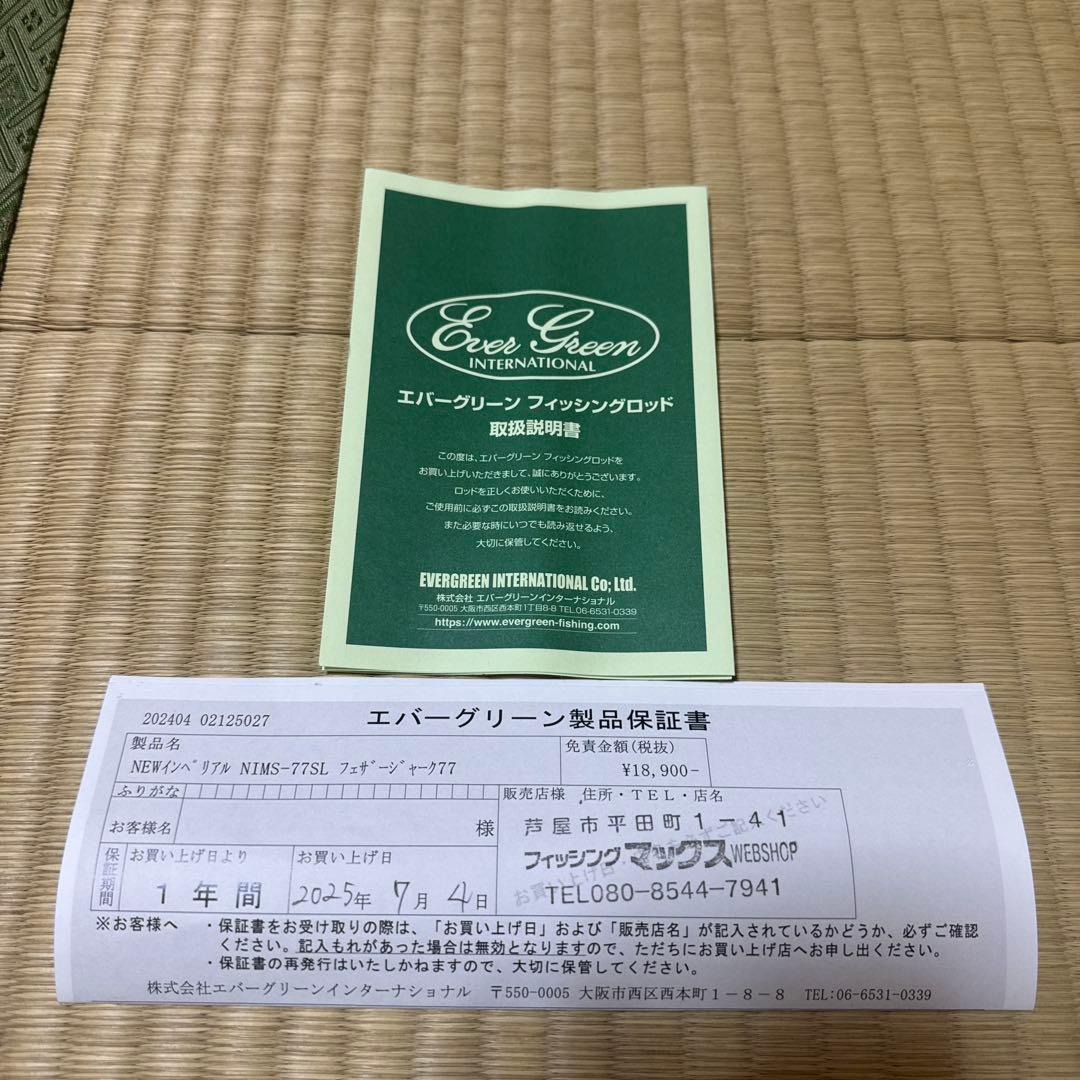 Ever Green
INTERNATIONAL
エバーグリーン フィッシングロッド
取扱説明書
この度は、エバーグリーン フィッシングロッドを
お買い上げいただきまして、誠にありがとうございます。
ロッドを正しくお使いいただくために、
ご使用前に必ずこの取扱説明書をお読みください。
また必要な時にいつでも読み返せるよう、
大切に保管してください。
EVERGREEN INTERNATIONAL Co; Ltd.
株式会社 エバーグリーンインターナショナル
〒550-0005 大阪市西区西本町1丁目8-8 TEL.06-6531-0339
https://www.evergreen-fishing.com
202404 02125027
エバーグリーン製品保証書
製品名
NEWインペリアル NIMS-77SL フェザージャーク77
免責金額(税抜)
¥18,900-
ふりがな
お客様名 様
販売店様 住所・TEL・店名
芦屋市平田町1-41
フィッシングマックスWEBSHOP
TEL080-8544-7941
お買い上げ日
必ずご記入ください
保証期間
お買い上げ日より
1年間
お買い上げ日
2025年 7月 4日
※お客様へ ・保証書をお受け取りの際は、「お買い上げ日」および「販売店名」が記入されているかどうか、必ずご確認
ください。記入もれがあった場合は無効となりますので、ただちにお買い上げ店へお申し出ください。
・保証書の再発行はいたしかねますので、大切に保管してください。
株式会社エバーグリーンインターナショナル 〒550-0005 大阪市西区西本町1-8-8 TEL:06-6531-0339